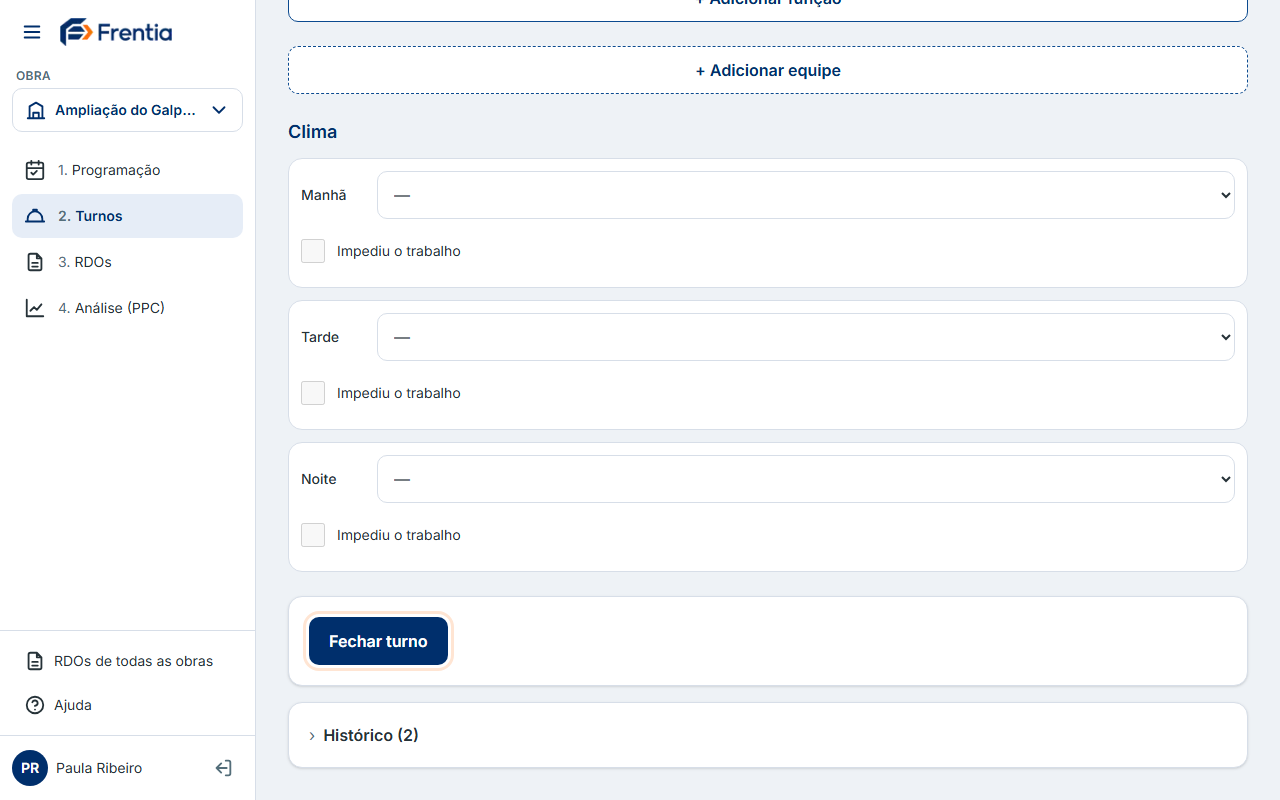 Frentia
OBRA
Ampliação do Galp...
1. Programação
2. Turnos
3. RDOs
4. Análise (PPC)
RDOs de todas as obras
Ajuda
PR Paula Ribeiro
+ Adicionar função
+ Adicionar equipe
Clima
Manhã —
Impediu o trabalho
Tarde —
Impediu o trabalho
Noite —
Impediu o trabalho
Fechar turno
› Histórico (2)